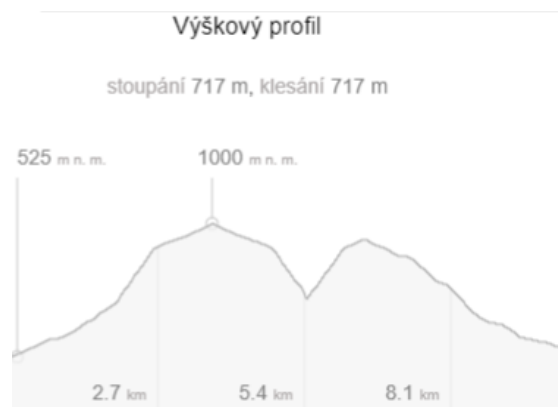 Výškový profil
stoupání 717 m, klesání 717 m
525 m n. m. 1000 m n. m.
2.7 km 5.4 km 8.1 km